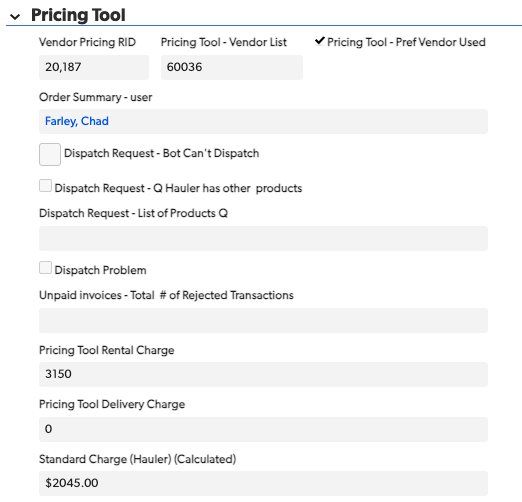 Pricing Tool
Vendor Pricing RID Pricing Tool - Vendor List ✔ Pricing Tool - Pref Vendor Used
20,187 60036
Order Summary - user
Farley, Chad
Dispatch Request - Bot Can't Dispatch
Dispatch Request - Q Hauler has other products
Dispatch Request - List of Products Q
Dispatch Problem
Unpaid invoices - Total # of Rejected Transactions
Pricing Tool Rental Charge
3150
Pricing Tool Delivery Charge
0
Standard Charge (Hauler) (Calculated)
$2045.00